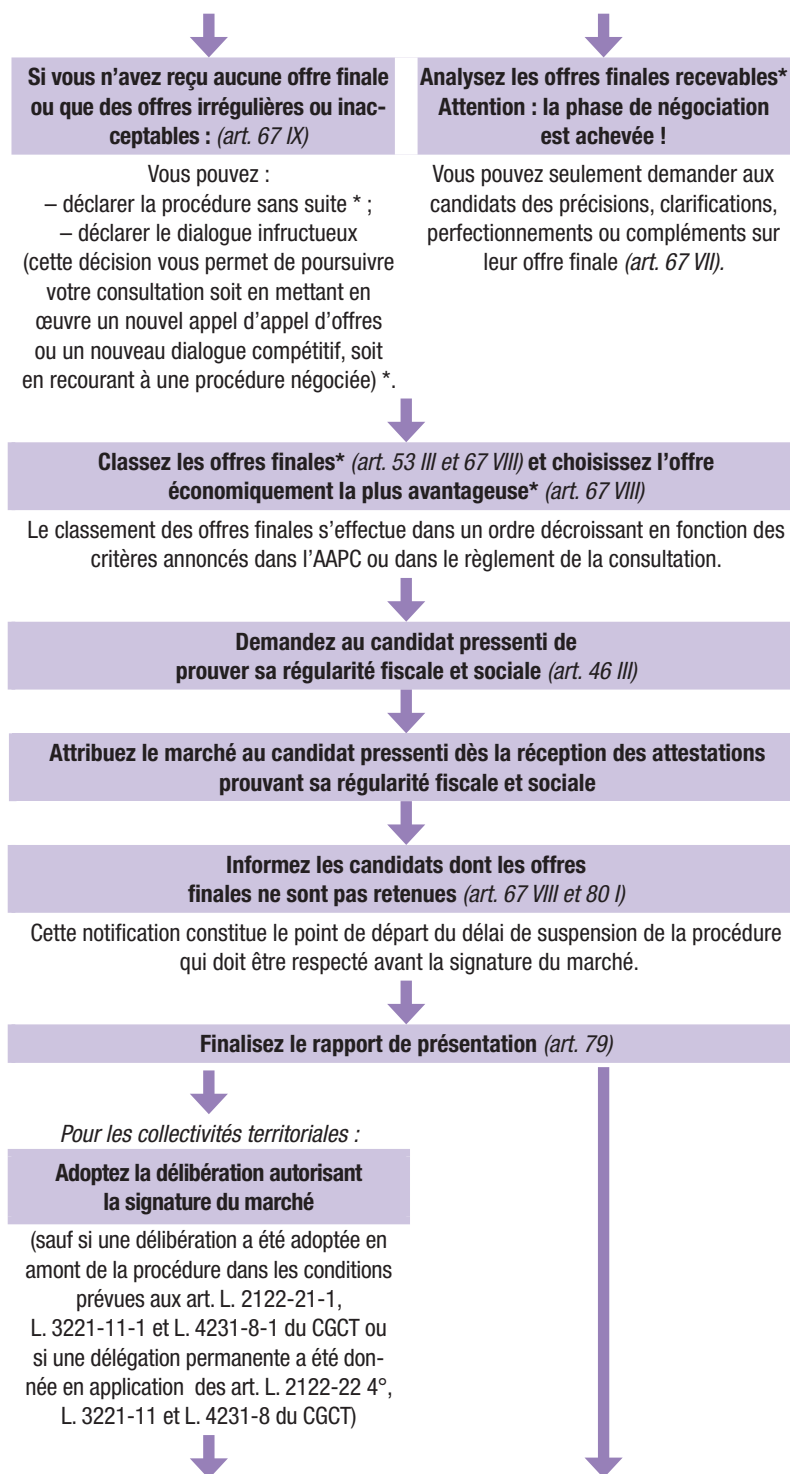 Si vous n’avez reçu aucune offre finale
ou que des offres irrégulières ou inac-
ceptables : (art. 67 IX)
Vous pouvez :
– déclarer la procédure sans suite * ;
– déclarer le dialogue infructueux
(cette décision vous permet de poursuivre
votre consultation soit en mettant en
œuvre un nouvel appel d’appel d’offres
ou un nouveau dialogue compétitif, soit
en recourant à une procédure négociée) *.
Analysez les offres finales recevables*
Attention : la phase de négociation
est achevée !
Vous pouvez seulement demander aux
candidats des précisions, clarifications,
perfectionnements ou compléments sur
leur offre finale (art. 67 VII).
Classez les offres finales* (art. 53 III et 67 VIII) et choisissez l’offre
économiquement la plus avantageuse* (art. 67 VIII)
Le classement des offres finales s’effectue dans un ordre décroissant en fonction des
critères annoncés dans l’AAPC ou dans le règlement de la consultation.
Demandez au candidat pressenti de
prouver sa régularité fiscale et sociale (art. 46 III)
Attribuez le marché au candidat pressenti dès la réception des attestations
prouvant sa régularité fiscale et sociale
Informez les candidats dont les offres
finales ne sont pas retenues (art. 67 VIII et 80 I)
Cette notification constitue le point de départ du délai de suspension de la procédure
qui doit être respecté avant la signature du marché.
Finalisez le rapport de présentation (art. 79)
Pour les collectivités territoriales :
Adoptez la délibération autorisant
la signature du marché
(sauf si une délibération a été adoptée en
amont de la procédure dans les conditions
prévues aux art. L. 2122-21-1,
L. 3221-11-1 et L. 4231-8-1 du CGCT ou
si une délégation permanente a été don-
née en application des art. L. 2122-22 4°,
L. 3221-11 et L. 4231-8 du CGCT)